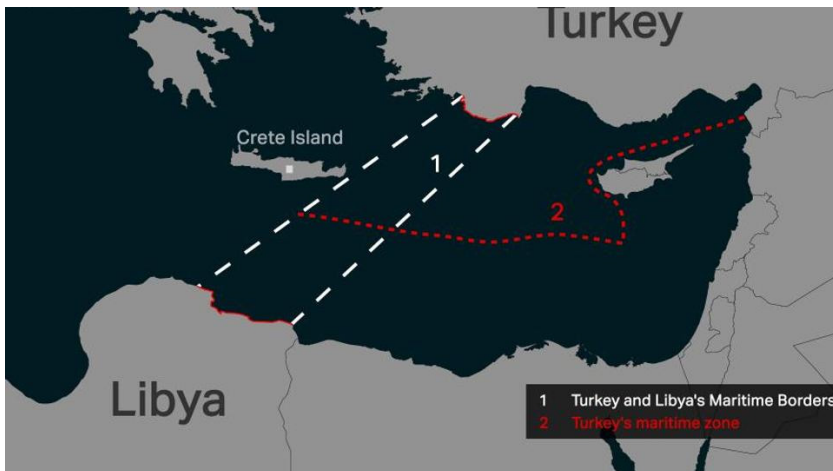 Turkey
Crete Island
1
2
Libya
1 Turkey and Libya's Maritime Borders
2 Turkey's maritime zone